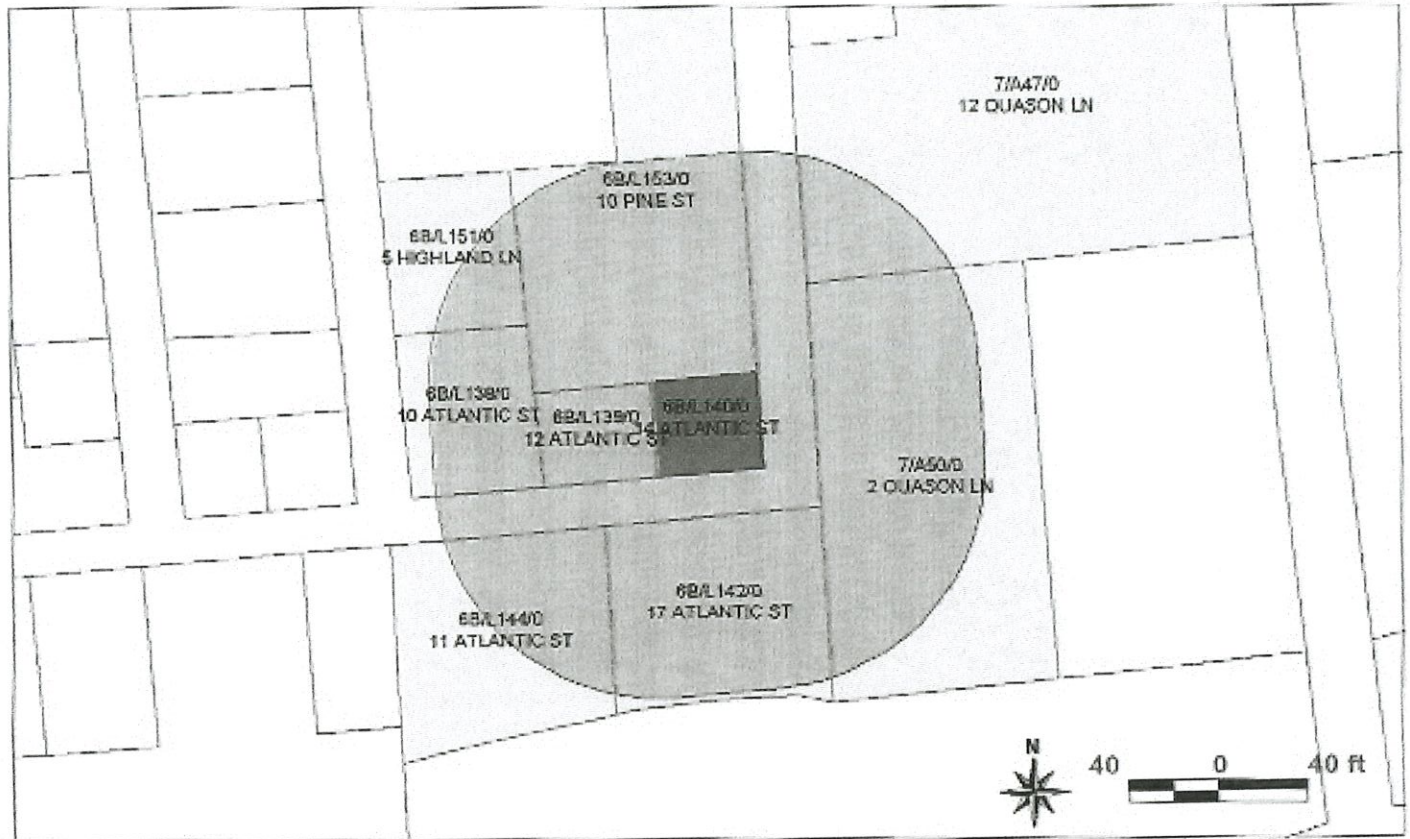 7/A47/0
12 QUASON LN
6B/L153/0
10 PINE ST
6B/L151/0
5 HIGHLAND LN
6B/L138/0
10 ATLANTIC ST
6B/L139/0
12 ATLANTIC ST
6B/L140/0
14 ATLANTIC ST
7/A50/0
2 QUASON LN
6B/L142/0
17 ATLANTIC ST
6B/L144/0
11 ATLANTIC ST
N
40 0 40 ft